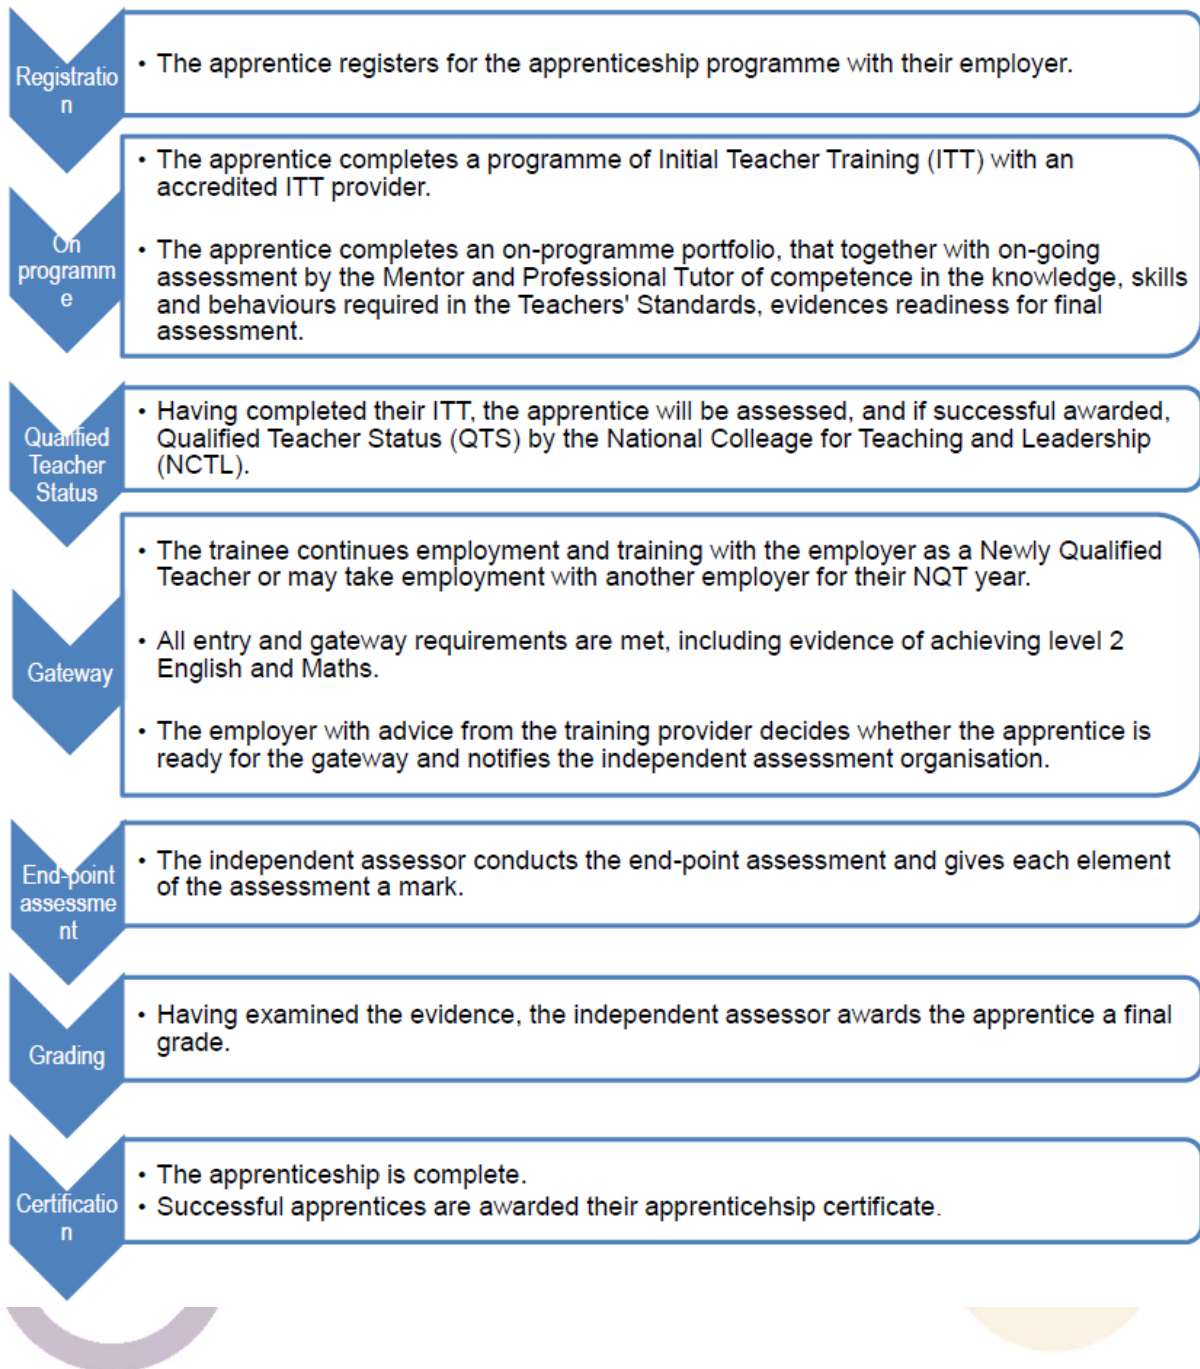 Registratio
n
• The apprentice registers for the apprenticeship programme with their employer.
On
programm
e
• The apprentice completes a programme of Initial Teacher Training (ITT) with an
accredited ITT provider.
• The apprentice completes an on-programme portfolio, that together with on-going
assessment by the Mentor and Professional Tutor of competence in the knowledge, skills
and behaviours required in the Teachers' Standards, evidences readiness for final
assessment.
Qualified
Teacher
Status
• Having completed their ITT, the apprentice will be assessed, and if successful awarded,
Qualified Teacher Status (QTS) by the National Colleage for Teaching and Leadership
(NCTL).
Gateway
• The trainee continues employment and training with the employer as a Newly Qualified
Teacher or may take employment with another employer for their NQT year.
• All entry and gateway requirements are met, including evidence of achieving level 2
English and Maths.
• The employer with advice from the training provider decides whether the apprentice is
ready for the gateway and notifies the independent assessment organisation.
End-point
assessme
nt
• The independent assessor conducts the end-point assessment and gives each element
of the assessment a mark.
Grading
• Having examined the evidence, the independent assessor awards the apprentice a final
grade.
Certificatio
n
• The apprenticeship is complete.
• Successful apprentices are awarded their apprenticehsip certificate.